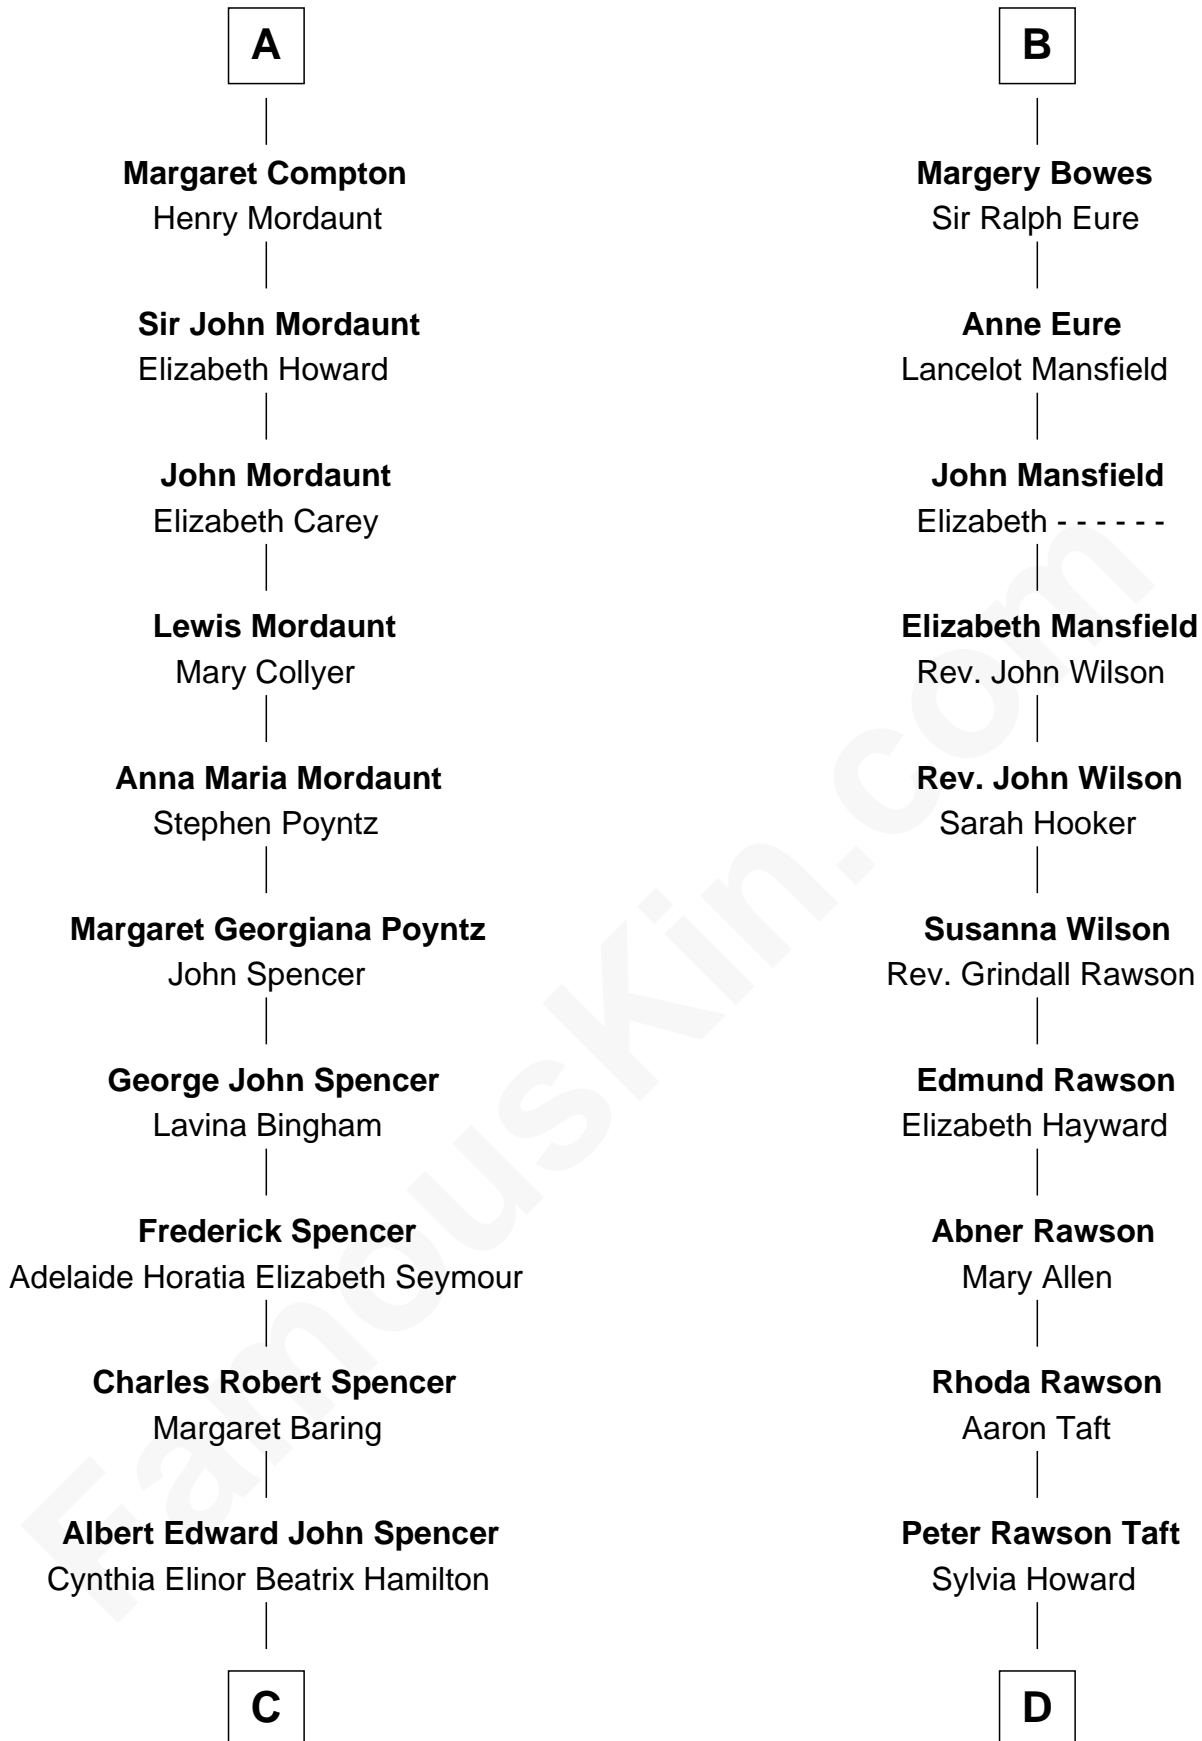 A
Margaret Compton
Henry Mordaunt
Sir John Mordaunt
Elizabeth Howard
John Mordaunt
Elizabeth Carey
Lewis Mordaunt
Mary Collyer
Anna Maria Mordaunt
Stephen Poyntz
Margaret Georgiana Poyntz
John Spencer
George John Spencer
Lavina Bingham
Frederick Spencer
Adelaide Horatia Elizabeth Seymour
Charles Robert Spencer
Margaret Baring
Albert Edward John Spencer
Cynthia Elinor Beatrix Hamilton
C
B
Margery Bowes
Sir Ralph Eure
Anne Eure
Lancelot Mansfield
John Mansfield
Elizabeth - - - - - -
Elizabeth Mansfield
Rev. John Wilson
Rev. John Wilson
Sarah Hooker
Susanna Wilson
Rev. Grindall Rawson
Edmund Rawson
Elizabeth Hayward
Abner Rawson
Mary Allen
Rhoda Rawson
Aaron Taft
Peter Rawson Taft
Sylvia Howard
D
FamousKin.com